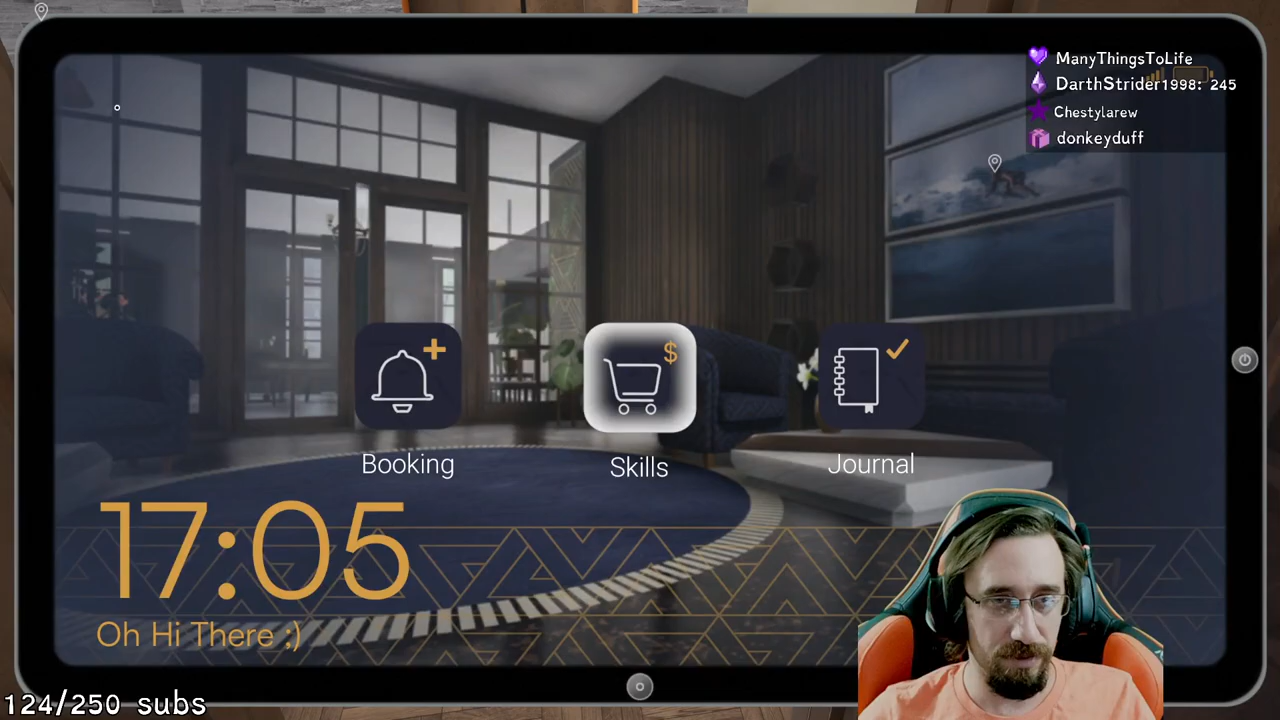 ManyThingsToLife
DarthStrider1998: 245
Chestylarew
donkeyduff
$
Booking
Skills
Journal
17:05
Oh Hi There ;)
124/250 subs